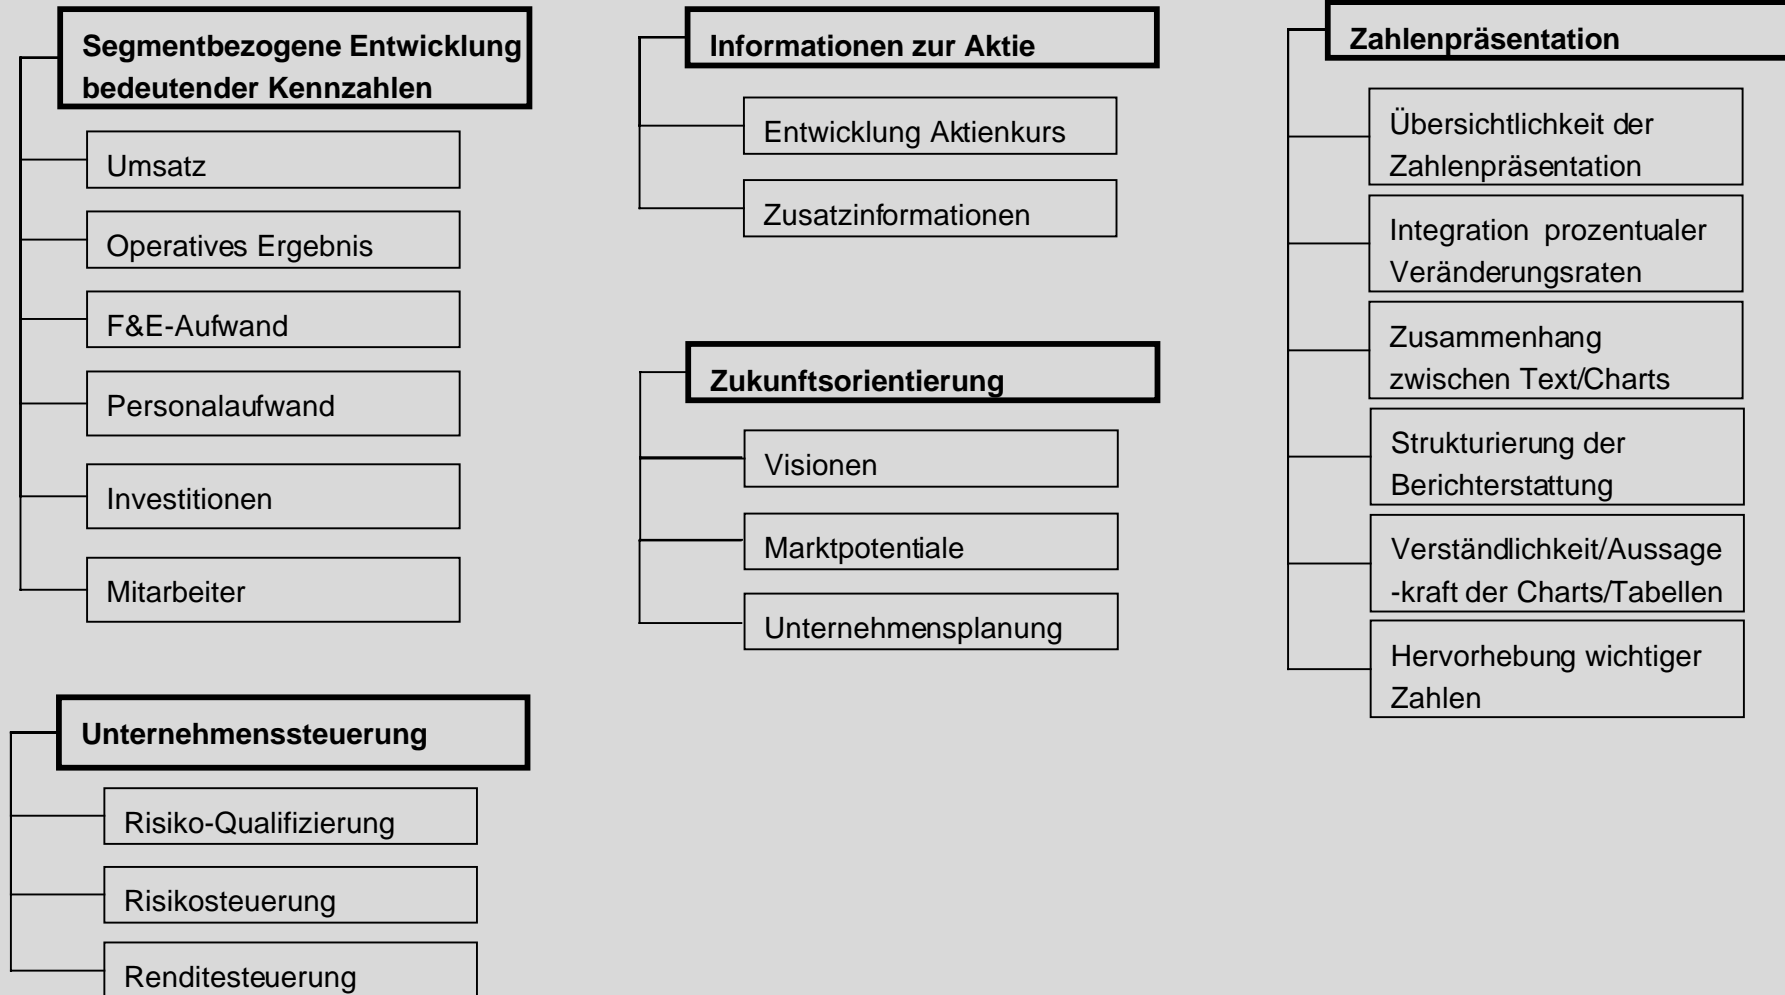 Segmentbezogene Entwicklung
bedeutender Kennzahlen
Umsatz
Operatives Ergebnis
F&E-Aufwand
Personalaufwand
Investitionen
Mitarbeiter
Unternehmenssteuerung
Risiko-Qualifizierung
Risikosteuerung
Renditesteuerung
Informationen zur Aktie
Entwicklung Aktienkurs
Zusatzinformationen
Zukunftsorientierung
Visionen
Marktpotentiale
Unternehmensplanung
Zahlenpräsentation
Übersichtlichkeit der
Zahlenpräsentation
Integration prozentualer
Veränderungsraten
Zusammenhang
zwischen Text/Charts
Strukturierung der
Berichterstattung
Verständlichkeit/Aussage
-kraft der Charts/Tabellen
Hervorhebung wichtiger
Zahlen